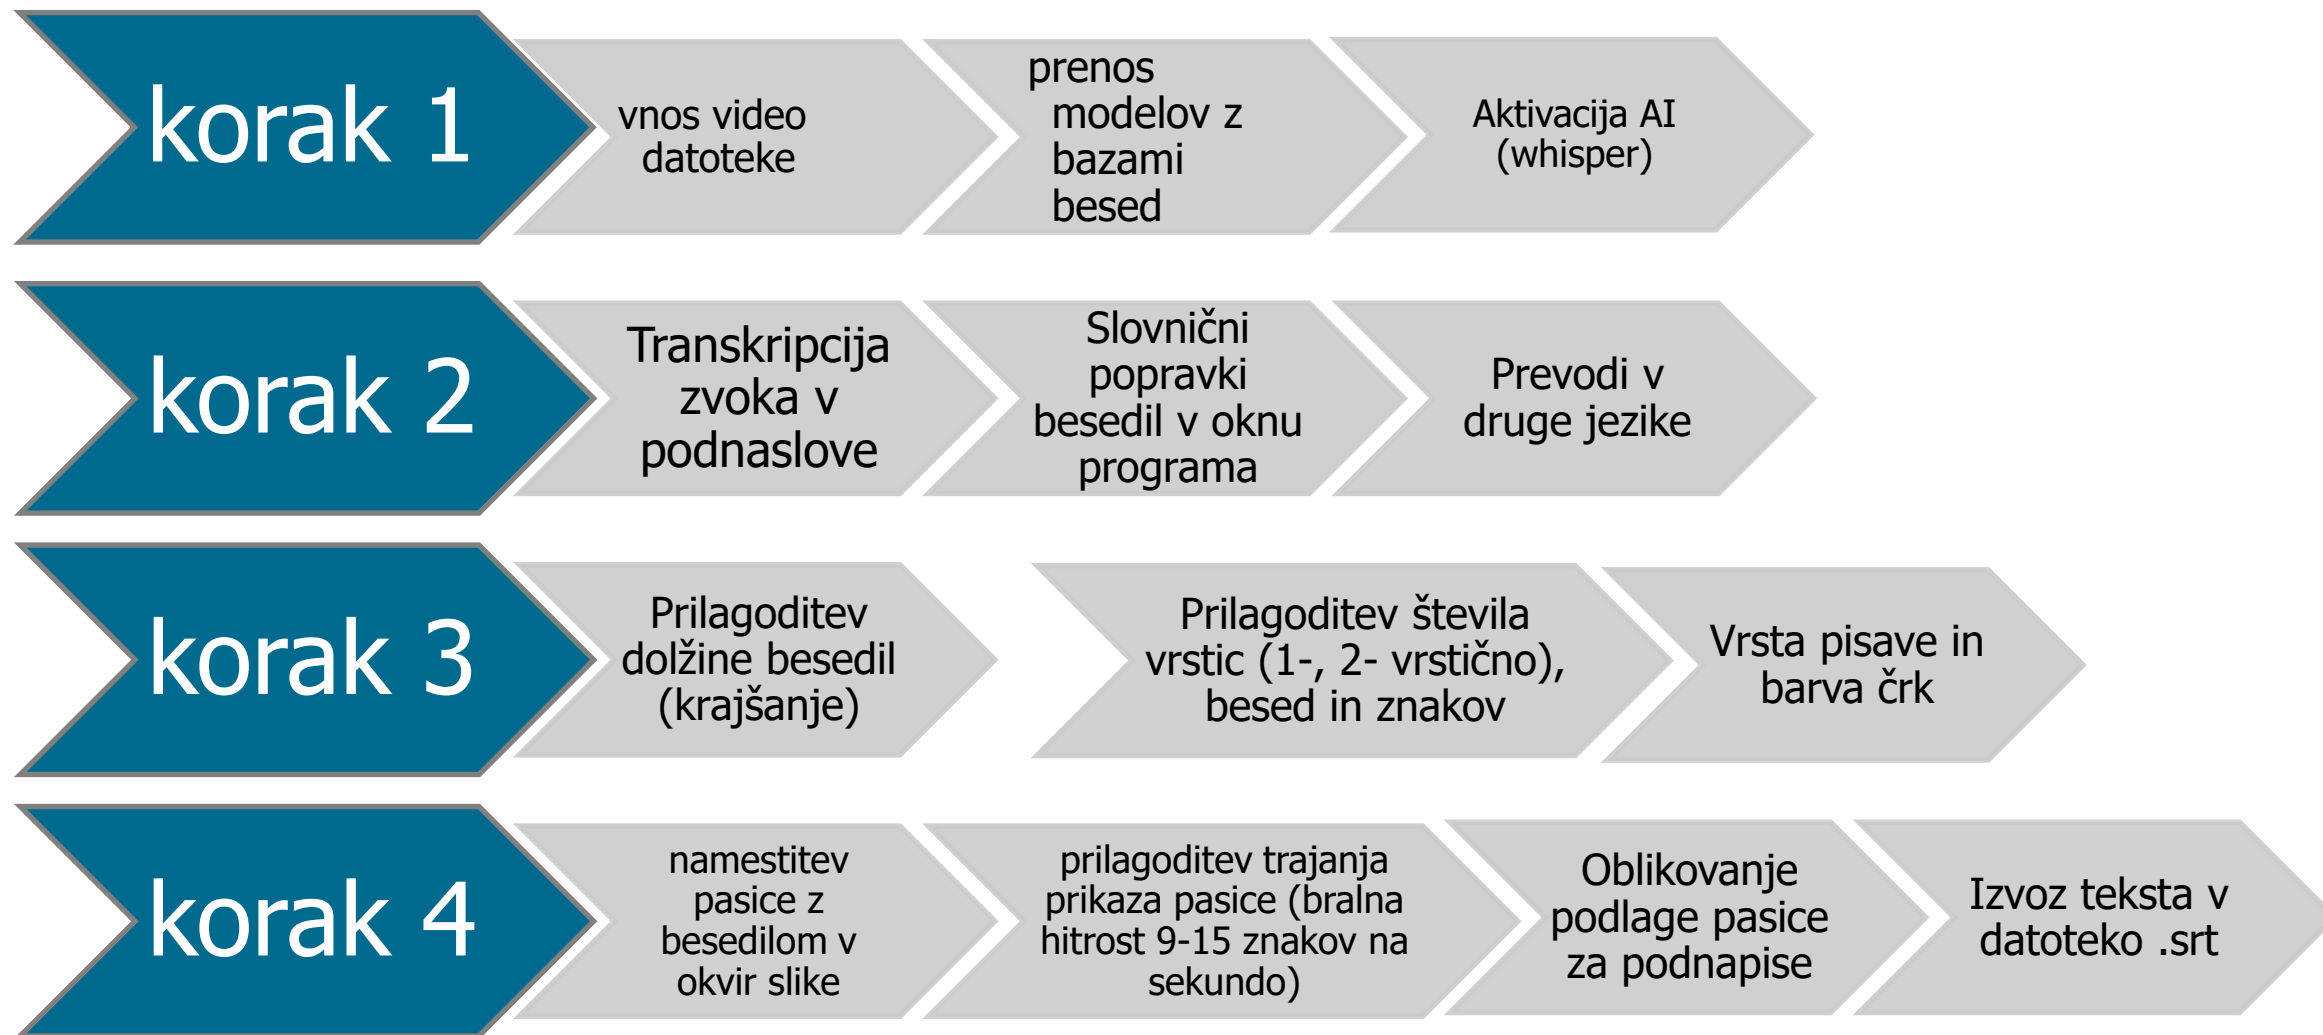 korak 1
vnos video
datoteke
prenos
modelov z
bazami
besed
Aktivacija AI
(whisper)
korak 2
Transkripcija
zvoka v
podnaslove
Slovnični
popravki
besedil v oknu
programa
Prevodi v
druge jezike
korak 3
Prilagoditev
dolžine besedil
(krajšanje)
Prilagoditev števila
vrstic (1-, 2- vrstično),
besed in znakov
Vrsta pisave in
barva črk
korak 4
namestitev
pasice z
besedilom v
okvir slike
prilagoditev trajanja
prikaza pasice (bralna
hitrost 9-15 znakov na
sekundo)
Oblikovanje
podlage pasice
za podnapise
Izvoz teksta v
datoteko .srt